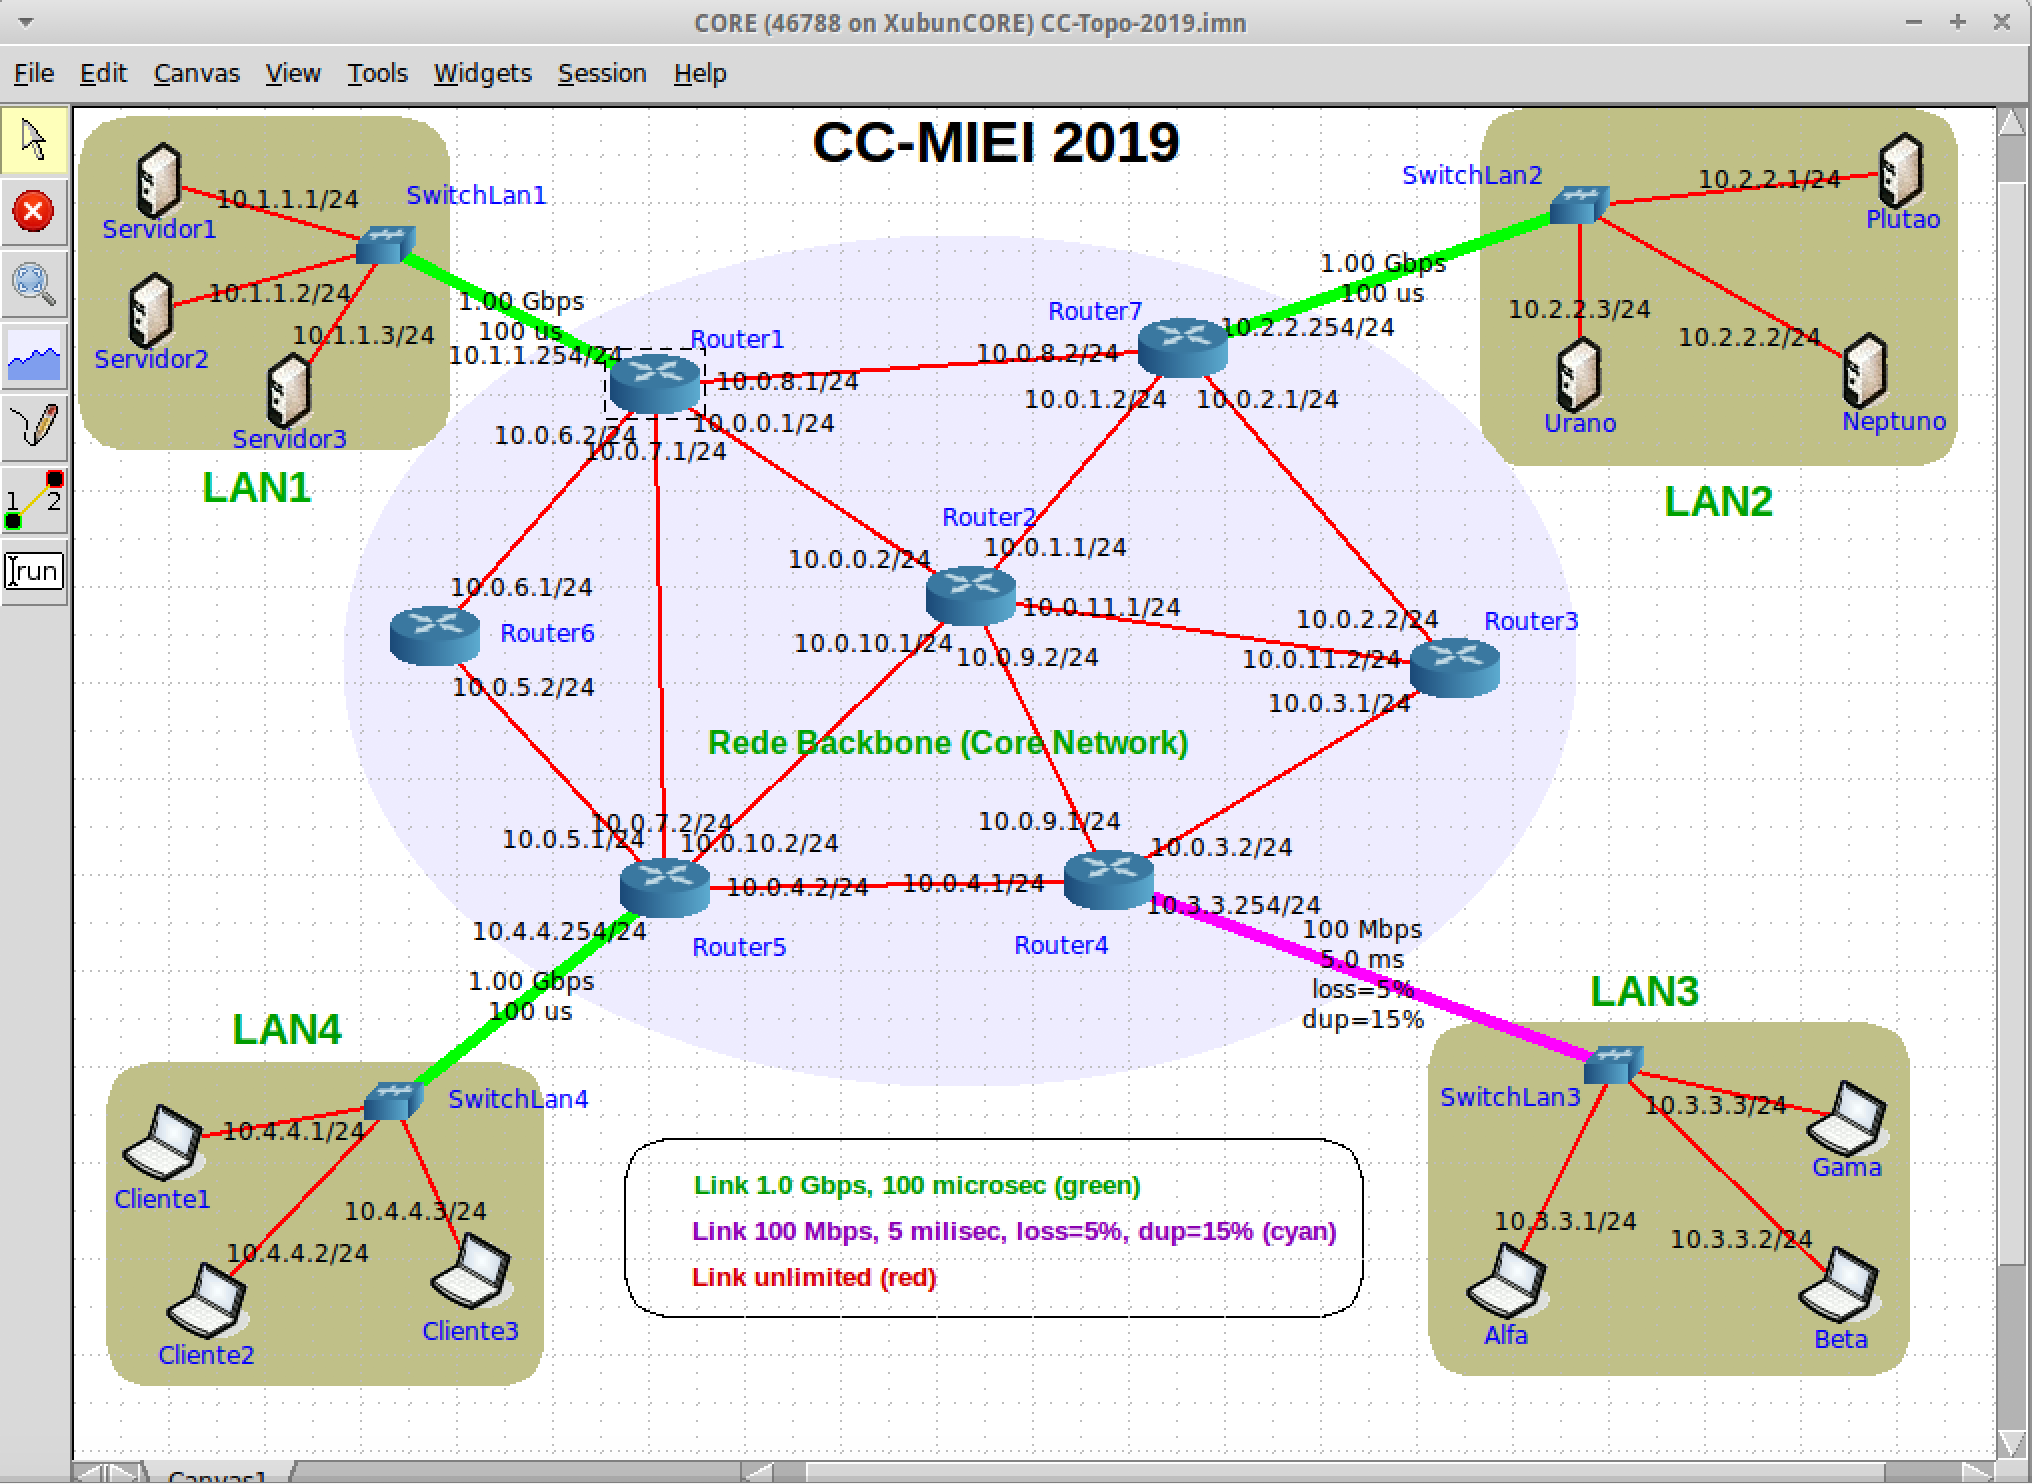 CORE (46788 on XubunCORE) CC-Topo-2019.imn
File Edit Canvas View Tools Widgets Session Help
CC-MIEI 2019
10.1.1.1/24
SwitchLan1
Servidor1
10.1.1.2/24
Servidor2
10.1.1.3/24
Servidor3
LAN1
1.00 Gbps
100 us
10.1.1.254/24
Router1
10.0.8.1/24
10.0.0.1/24
10.0.6.2/24
10.0.7.1/24
SwitchLan2
10.2.2.1/24
Plutao
10.2.2.3/24
10.2.2.2/24
Urano
Neptuno
LAN2
1.00 Gbps
100 us
10.2.2.254/24
Router7
10.0.8.2/24
10.0.1.2/24
10.0.2.1/24
1
2
run
Router2
10.0.0.2/24
10.0.1.1/24
10.0.11.1/24
10.0.10.1/24
10.0.9.2/24
10.0.2.2/24
Router3
10.0.11.2/24
10.0.3.1/24
10.0.6.1/24
Router6
10.0.5.2/24
Rede Backbone (Core Network)
10.0.7.2/24
10.0.5.1/24
10.0.10.2/24
10.0.4.2/24
10.4.4.254/24
Router5
10.0.9.1/24
10.0.3.2/24
10.0.4.1/24
10.3.3.254/24
Router4
100 Mbps
5.0 ms
loss=5%
dup=15%
1.00 Gbps
100 us
LAN4
SwitchLan4
10.4.4.1/24
Cliente1
10.4.4.3/24
10.4.4.2/24
Cliente3
Cliente2
LAN3
SwitchLan3
10.3.3.3/24
Gama
10.3.3.1/24
10.3.3.2/24
Alfa
Beta
Link 1.0 Gbps, 100 microsec (green)
Link 100 Mbps, 5 milisec, loss=5%, dup=15% (cyan)
Link unlimited (red)
Canvas1